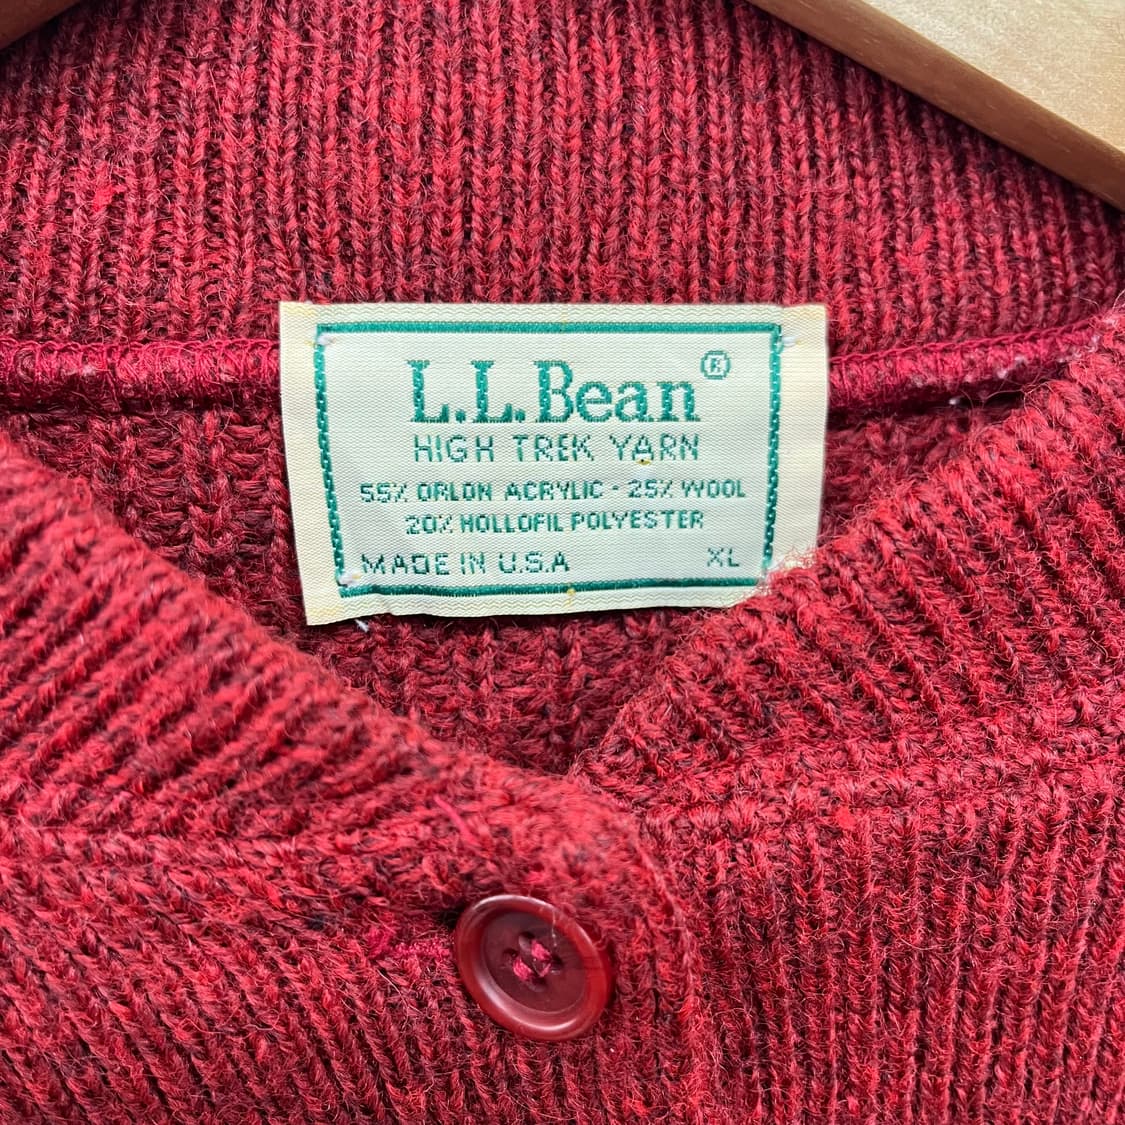 L.L.Bean®
HIGH TREK YARN
55% ORLON ACRYLIC · 25% WOOL
20% HOLLOFIL POLYESTER
MADE IN U.S.A XL